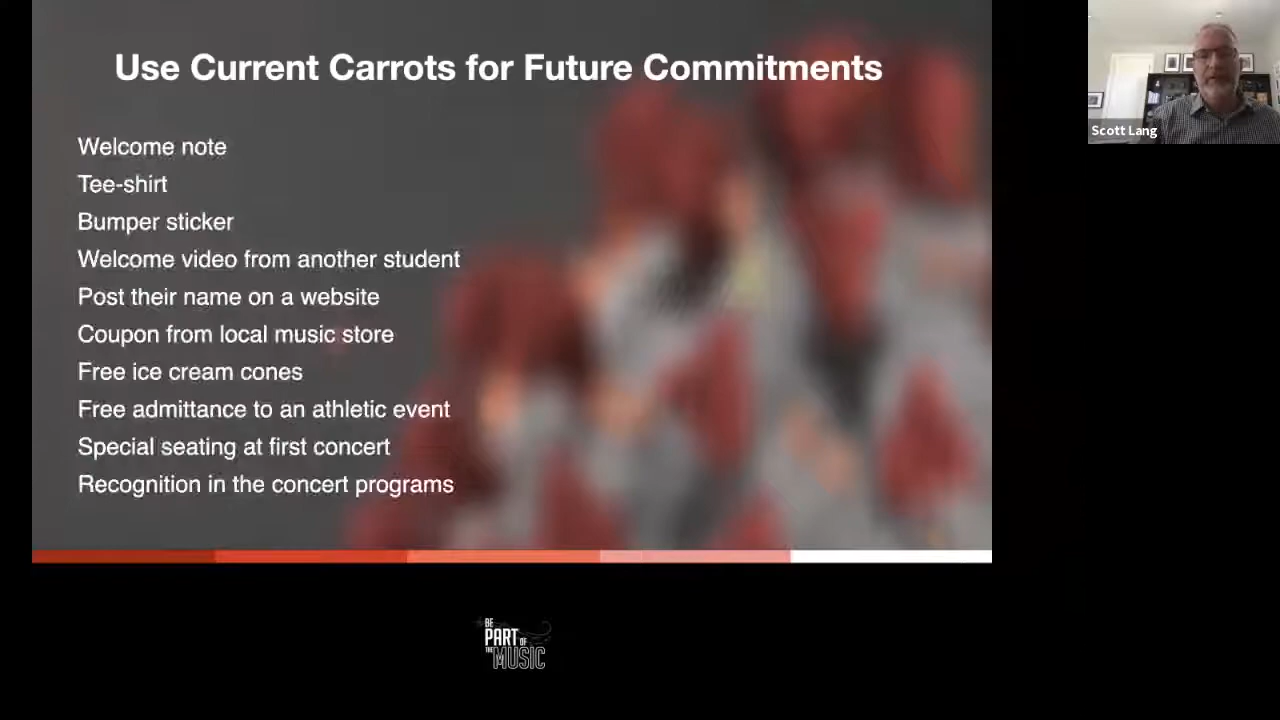 Use Current Carrots for Future Commitments
Welcome note
Tee-shirt
Bumper sticker
Welcome video from another student
Post their name on a website
Coupon from local music store
Free ice cream cones
Free admittance to an athletic event
Special seating at first concert
Recognition in the concert programs
Scott Lang
BE
PART OF
THE MUSIC